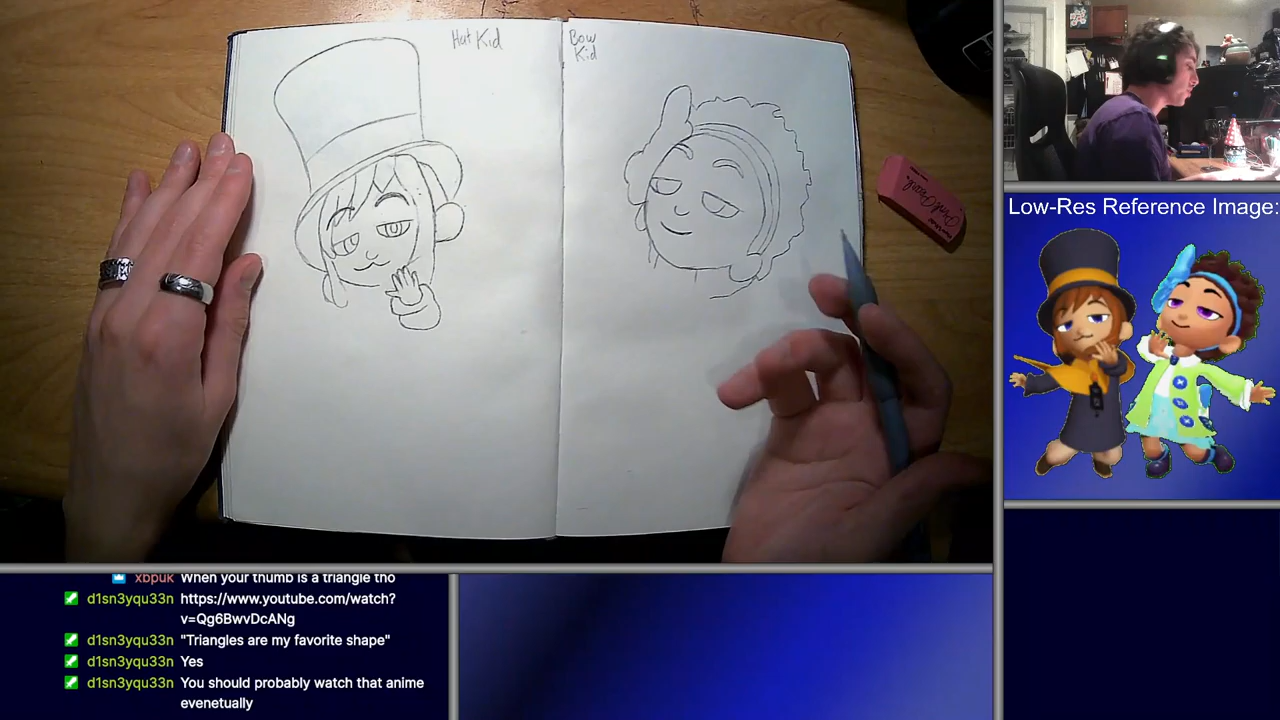 Hat Kid
Bow
Kid
Pink Pearl
Low-Res Reference Image:
xbpuk When your thumb is a triangle tho
d1sn3yqu33n https://www.youtube.com/watch?
v=Qg6BwvDcANg
d1sn3yqu33n "Triangles are my favorite shape"
d1sn3yqu33n Yes
d1sn3yqu33n You should probably watch that anime
evenetually